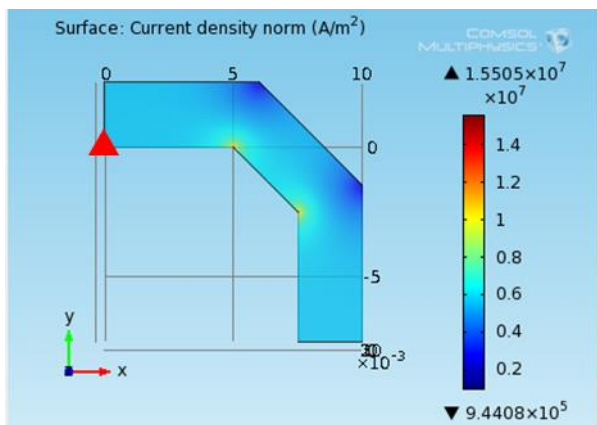 Surface: Current density norm (A/m²)
COMSOL
MULTIPHYSICS
0 5 10
▲ 1.5505×10⁷
×10⁷
1.4
1.2
0
1
0.8
0.6
-5
0.4
y
0.2
×10⁻³
x
▼ 9.4408×10⁵